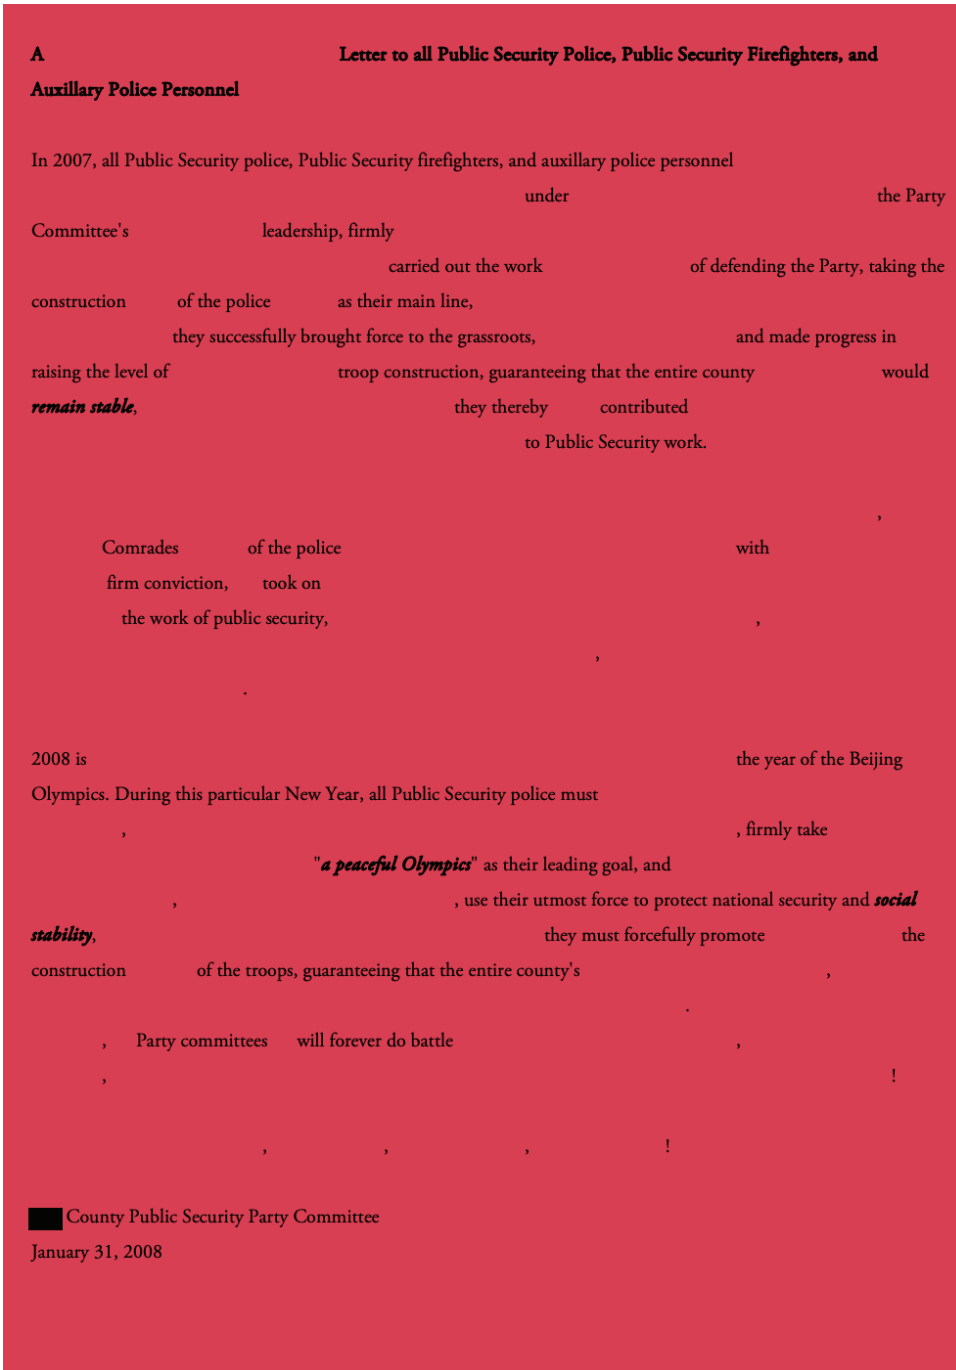 A Letter to all Public Security Police, Public Security Firefighters, and
Auxillary Police Personnel
In 2007, all Public Security police, Public Security firefighters, and auxillary police personnel
under the Party
Committee's leadership, firmly
carried out the work of defending the Party, taking the
construction of the police as their main line,
they successfully brought force to the grassroots, and made progress in
raising the level of troop construction, guaranteeing that the entire county would
remain stable, they thereby contributed
to Public Security work.
,
Comrades of the police with
firm conviction, took on
the work of public security, ,
,
.
2008 is the year of the Beijing
Olympics. During this particular New Year, all Public Security police must
, , firmly take
"a peaceful Olympics" as their leading goal, and
, , use their utmost force to protect national security and social
stability, they must forcefully promote the
construction of the troops, guaranteeing that the entire county's ,
.
, Party committees will forever do battle ,
, !
, , , !
County Public Security Party Committee
January 31, 2008